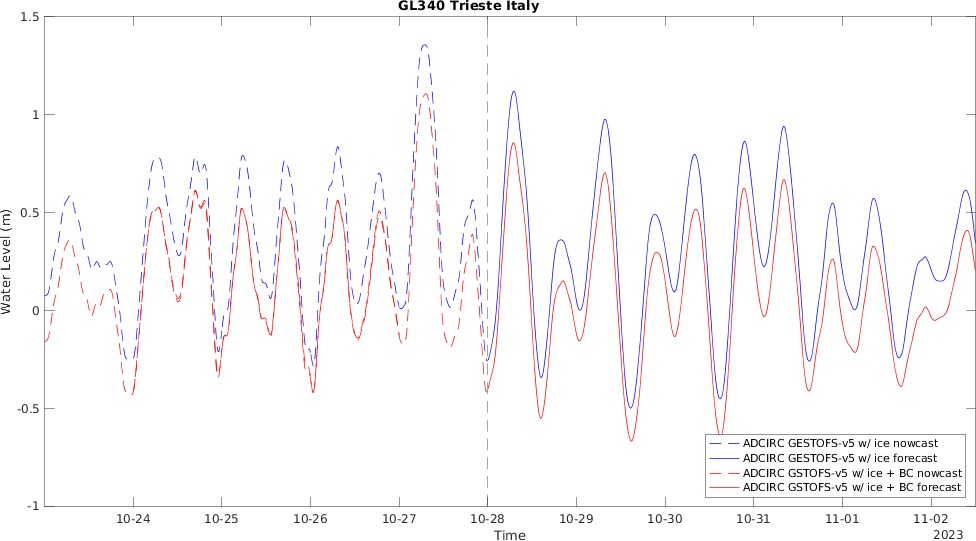 GL340 Trieste Italy
Water Level (m)
1.5
1
0.5
0
-0.5
-1
ADCIRC GESTOFS-v5 w/ ice nowcast
ADCIRC GESTOFS-v5 w/ ice forecast
ADCIRC GSTOFS-v5 w/ ice + BC nowcast
ADCIRC GSTOFS-v5 w/ ice + BC forecast
10-24 10-25 10-26 10-27 10-28 10-29 10-30 10-31 11-01 11-02
Time
2023